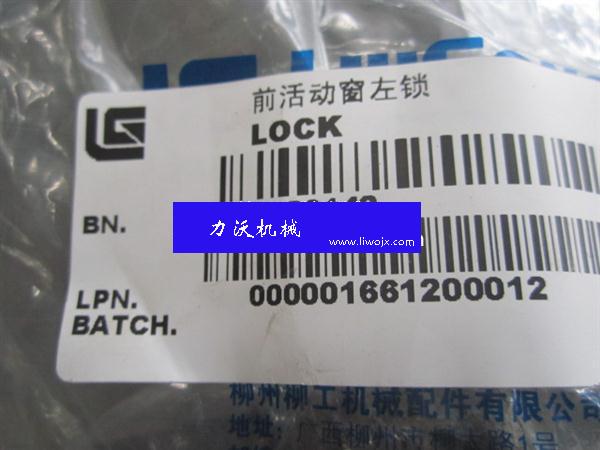 前活动窗左锁
LOCK
BN.
力沃机械
www.liwojx.com
LPN.
000001661200012
BATCH.
柳州柳工机械配件有限公司
地址: 广西柳州市柳太路1号